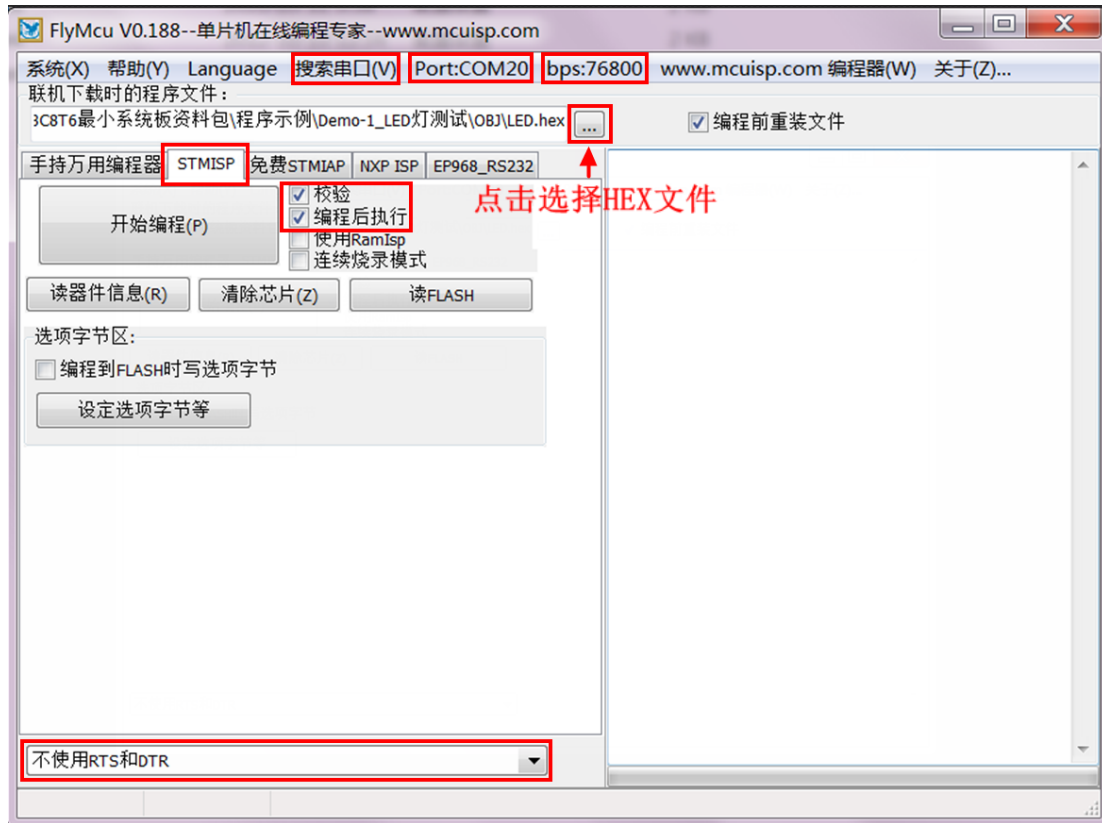 FlyMcu V0.188--单片机在线编程专家--www.mcuisp.com
系统(X) 帮助(Y) Language 搜索串口(V) Port:COM20 bps:76800 www.mcuisp.com 编程器(W) 关于(Z)...
联机下载时的程序文件:
3C8T6最小系统板资料包\程序示例\Demo-1_LED灯测试\OBJ\LED.hex ... 编程前重装文件
手持万用编程器 STMISP 免费STMIAP NXP ISP EP968_RS232
点击选择HEX文件
开始编程(P)
校验
编程后执行
使用RamIsp
连续烧录模式
读器件信息(R) 清除芯片(Z) 读FLASH
选项字节区:
编程到FLASH时写选项字节
设定选项字节等
不使用RTS和DTR